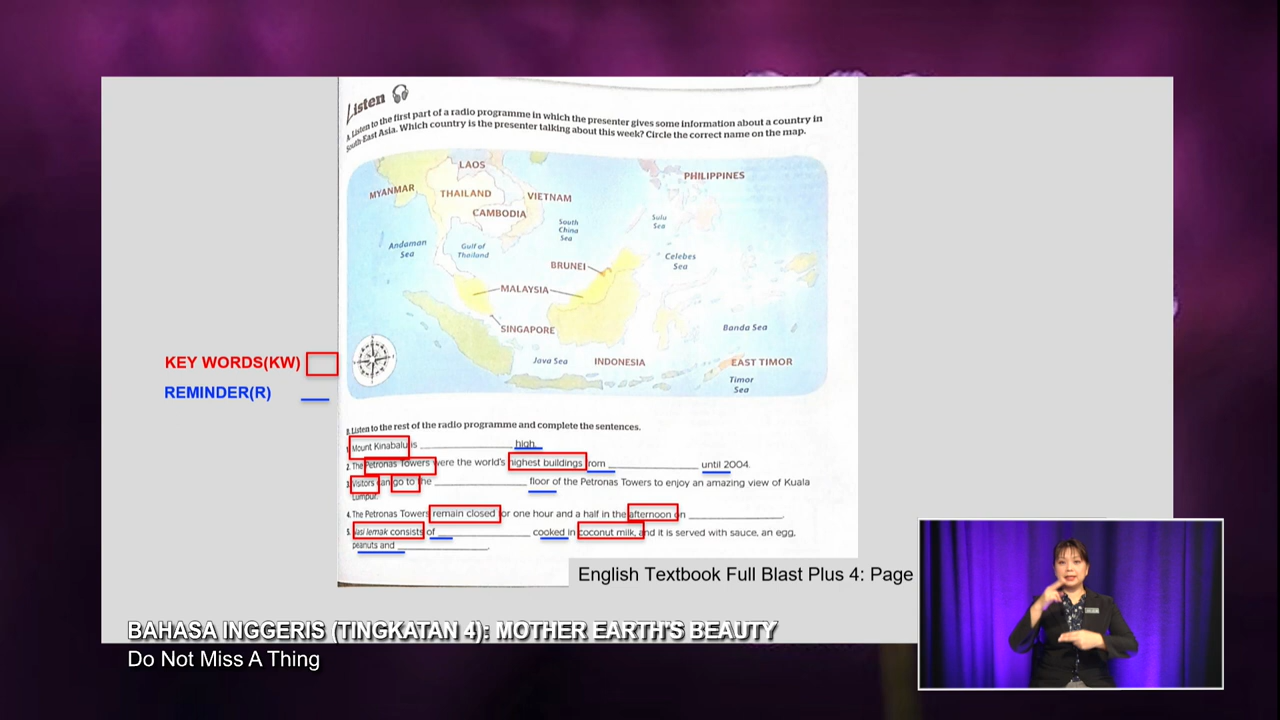 Listen
A. Listen to the first part of a radio programme in which the presenter gives some information about a country in
South-East Asia. Which country is the presenter talking about this week? Circle the correct name on the map.
LAOS
PHILIPPINES
MYANMAR
THAILAND
VIETNAM
CAMBODIA
South
China
Sea
Sulu
Sea
Andaman
Sea
Gulf of
Thailand
Celebes
Sea
BRUNEI
MALAYSIA
SINGAPORE
Banda Sea
Java Sea
INDONESIA
EAST TIMOR
Timor
Sea
KEY WORDS(KW)
REMINDER(R)
B. Listen to the rest of the radio programme and complete the sentences.
1. Mount Kinabalu is ____________ high.
2. The Petronas Towers were the world's highest buildings from ____________ until 2004.
3. Visitors can go to the ____________ floor of the Petronas Towers to enjoy an amazing view of Kuala
Lumpur.
4. The Petronas Towers remain closed for one hour and a half in the afternoon on ____________.
5. Nasi lemak consists of ____________ cooked in coconut milk, and it is served with sauce, an egg,
peanuts and ____________.
English Textbook Full Blast Plus 4: Page
BAHASA INGGERIS (TINGKATAN 4): MOTHER EARTH'S BEAUTY
Do Not Miss A Thing